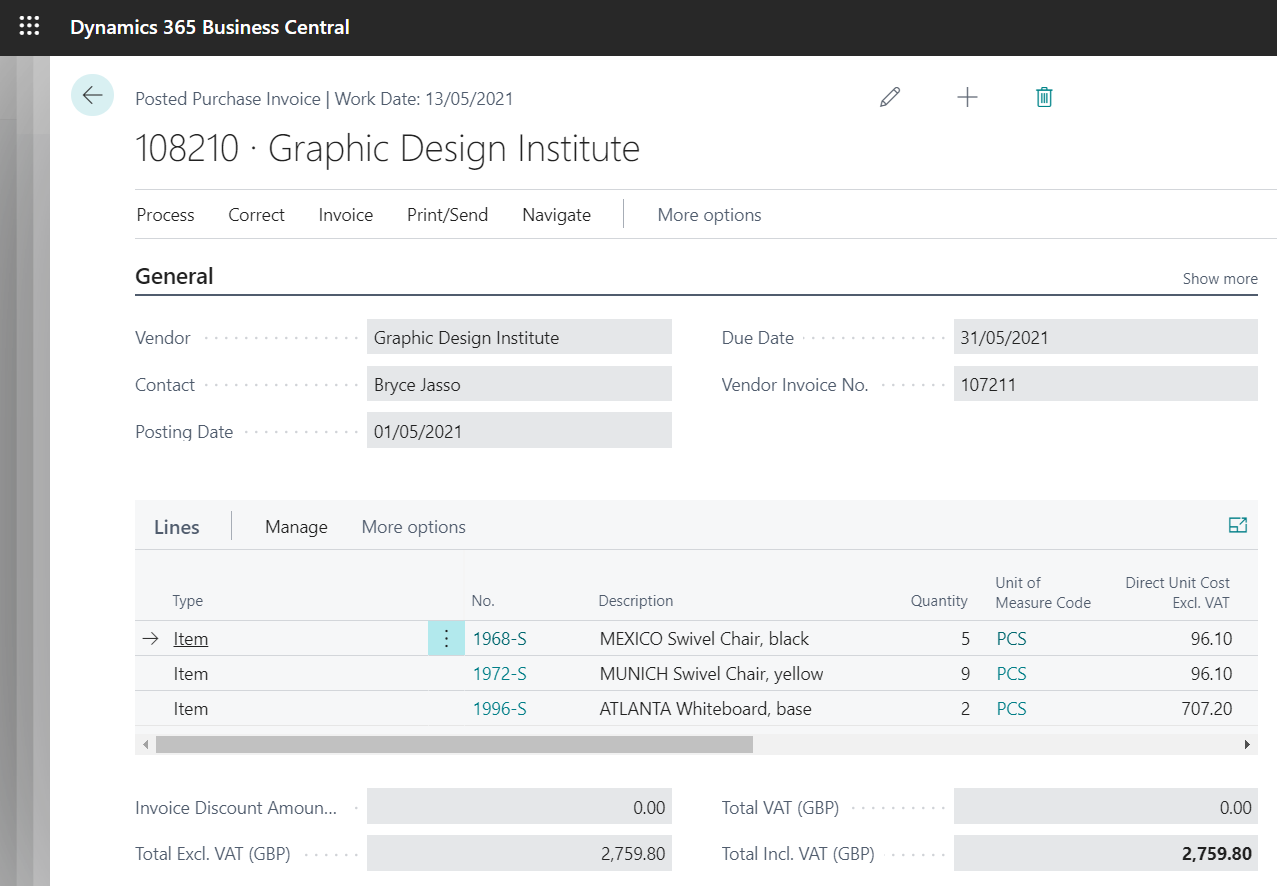 Dynamics 365 Business Central
Posted Purchase Invoice | Work Date: 13/05/2021
108210 · Graphic Design Institute
Process Correct Invoice Print/Send Navigate More options
General Show more
Vendor Graphic Design Institute Due Date 31/05/2021
Contact Bryce Jasso Vendor Invoice No. 107211
Posting Date 01/05/2021
Lines Manage More options
Type No. Description Quantity Unit of Measure Code Direct Unit Cost Excl. VAT
Item 1968-S MEXICO Swivel Chair, black 5 PCS 96.10
Item 1972-S MUNICH Swivel Chair, yellow 9 PCS 96.10
Item 1996-S ATLANTA Whiteboard, base 2 PCS 707.20
Invoice Discount Amoun... 0.00 Total VAT (GBP) 0.00
Total Excl. VAT (GBP) 2,759.80 Total Incl. VAT (GBP) 2,759.80